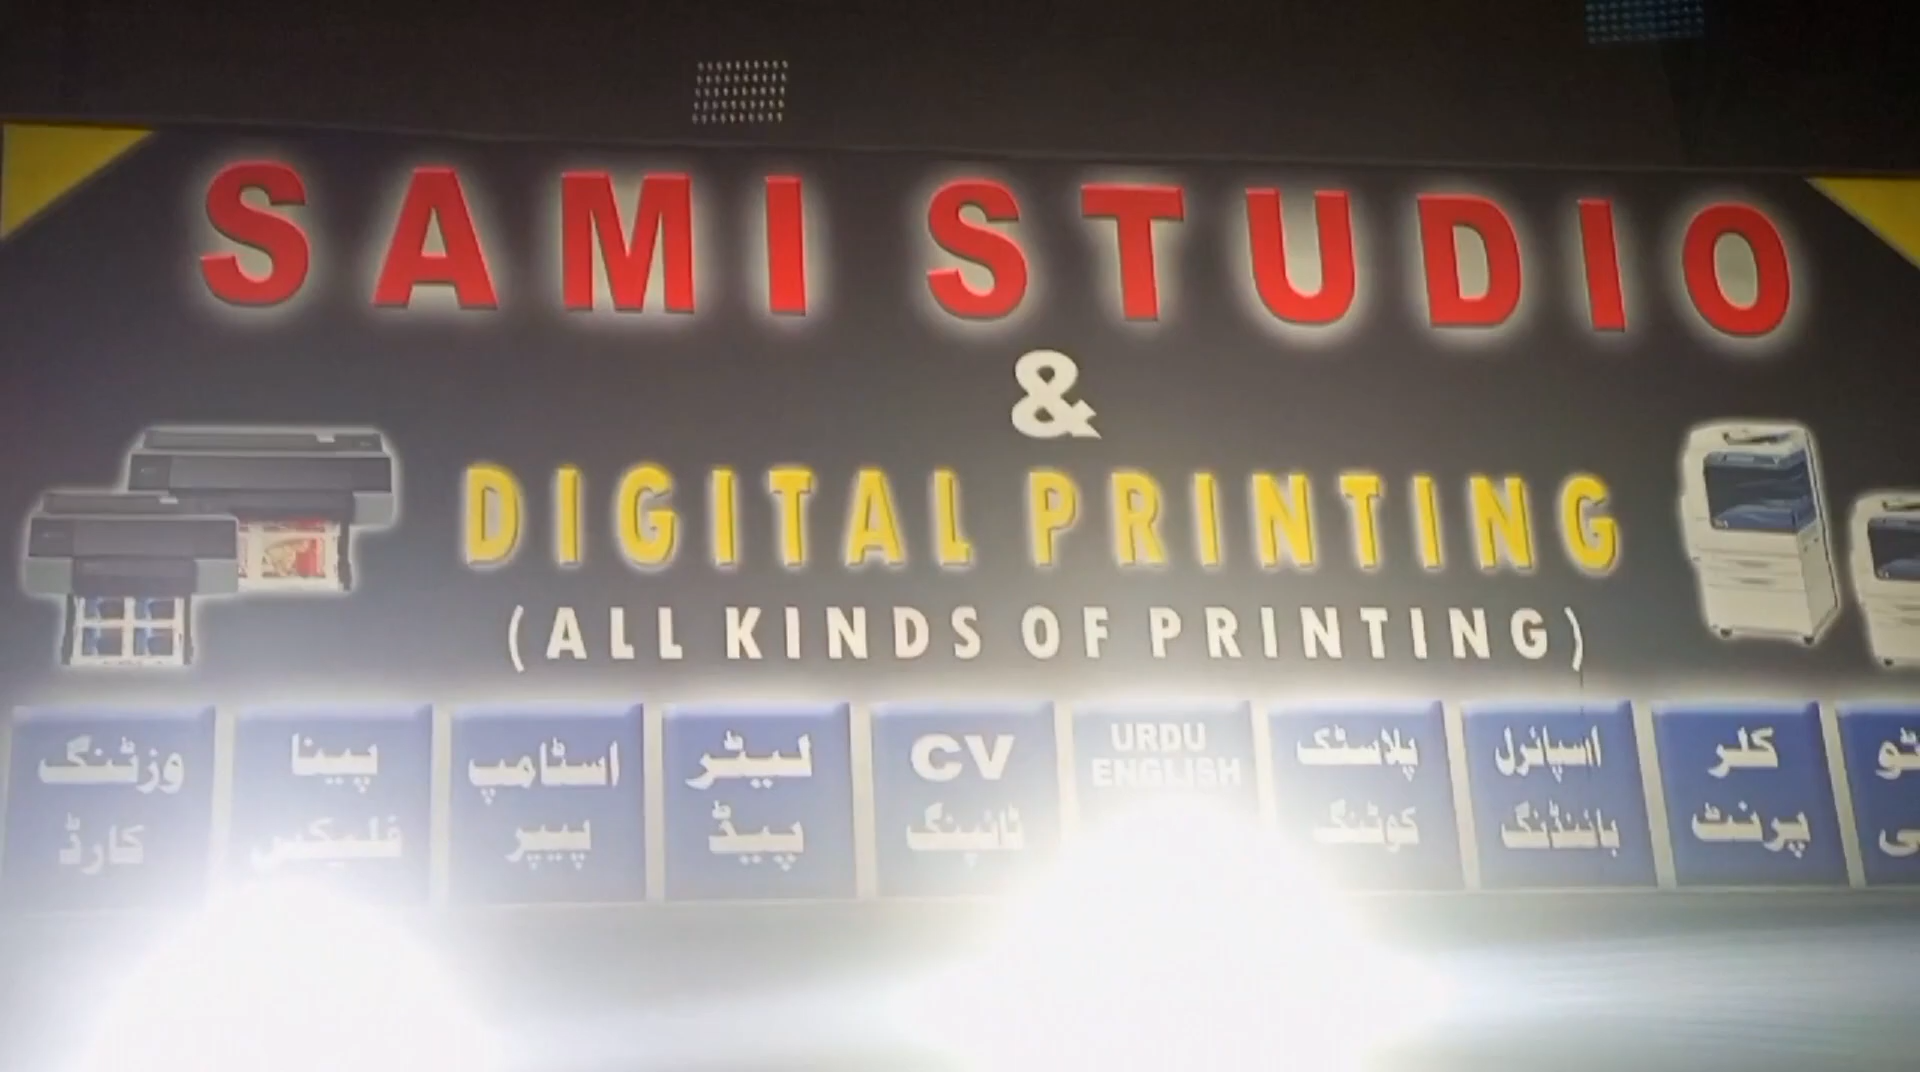 SAMI STUDIO
&
DIGITAL PRINTING
(ALL KINDS OF PRINTING)
وزٹنگ
کارڈ
پینا
فلیکس
اسٹامپ
پیپر
لیٹر
پیڈ
CV
ٹائپنگ
URDU
ENGLISH
پلاسٹک
کوٹنگ
اسپائرل
بائنڈنگ
کلر
پرنٹ